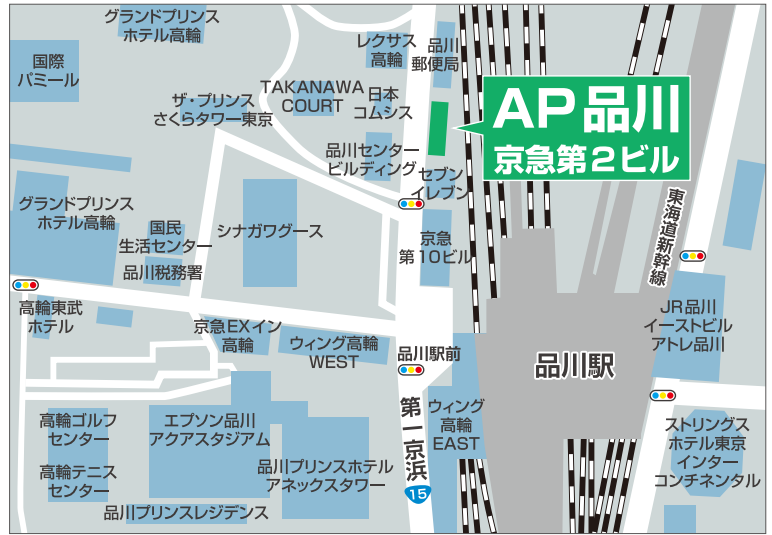 グランドプリンス
ホテル高輪
国際
パミール
レクサス
高輪
品川
郵便局
TAKANAWA
COURT
日本
コムシス
ザ・プリンス
さくらタワー東京
AP品川
京急第2ビル
品川センター
ビルディング
セブン
イレブン
グランドプリンス
ホテル高輪
国民
生活センター
品川税務署
シナガワグース
京急
第10ビル
東海道新幹線
高輪東武
ホテル
京急EXイン
高輪
ウィング高輪
WEST
品川駅前
品川駅
JR品川
イーストビル
アトレ品川
第一京浜
15
ウィング
高輪
EAST
高輪ゴルフ
センター
エプソン品川
アクアスタジアム
高輪テニス
センター
品川プリンスホテル
アネックスタワー
品川プリンスレジデンス
ストリングス
ホテル東京
インター
コンチネンタル